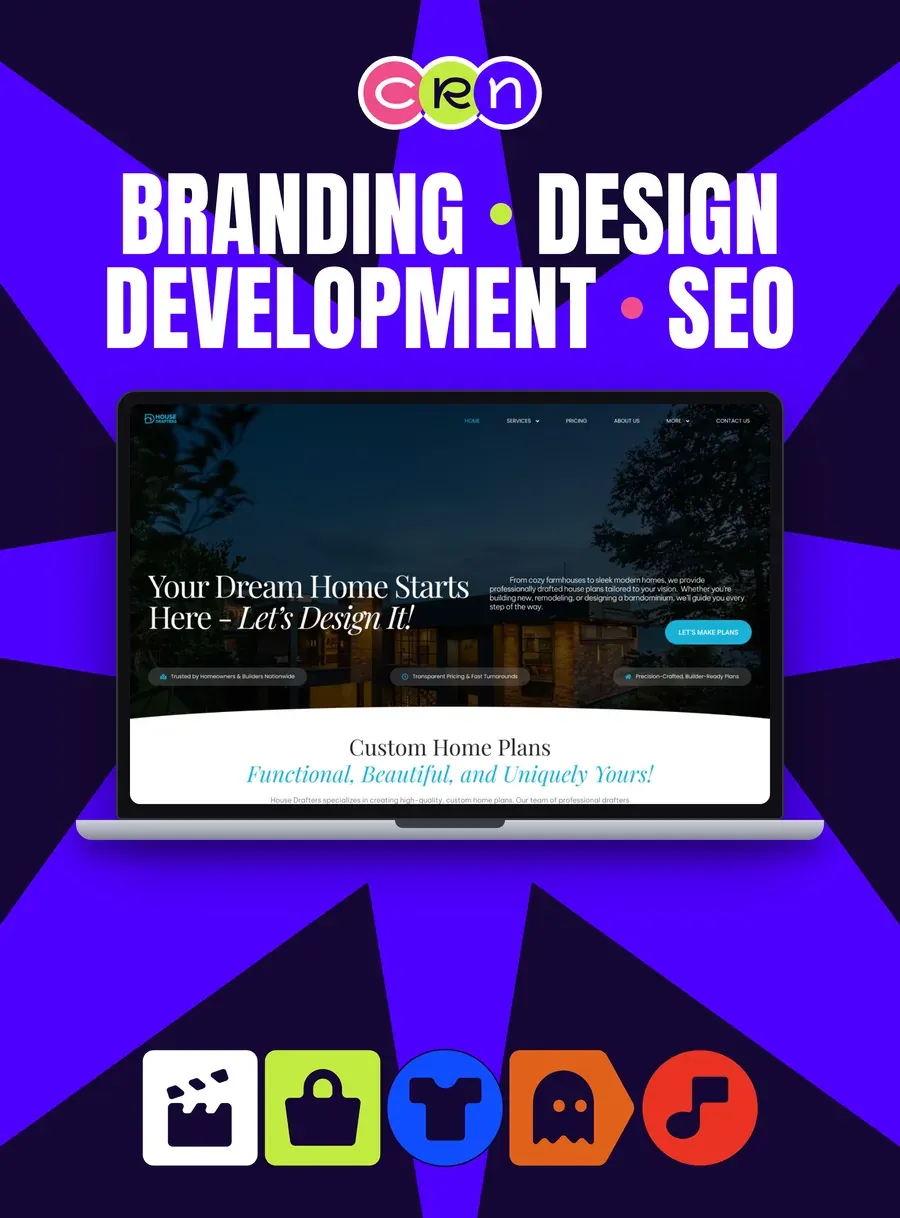 CRn
BRANDING • DESIGN
DEVELOPMENT • SEO
HOUSE
DRAFTERS
HOME SERVICES PRICING ABOUT US MORE CONTACT US
Your Dream Home Starts
Here - Let's Design It!
From cozy farmhouses to sleek modern homes, we provide
professionally drafted house plans tailored to your vision. Whether you're
building new, remodeling, or designing a barndominium, we'll guide you every
step of the way.
LET'S MAKE PLANS
Trusted by Homeowners & Builders Nationwide
Transparent Pricing & Fast Turnarounds
Precision-Crafted, Builder-Ready Plans
Custom Home Plans
Functional, Beautiful, and Uniquely Yours!
House Drafters specializes in creating high-quality, custom home plans. Our team of professional drafters